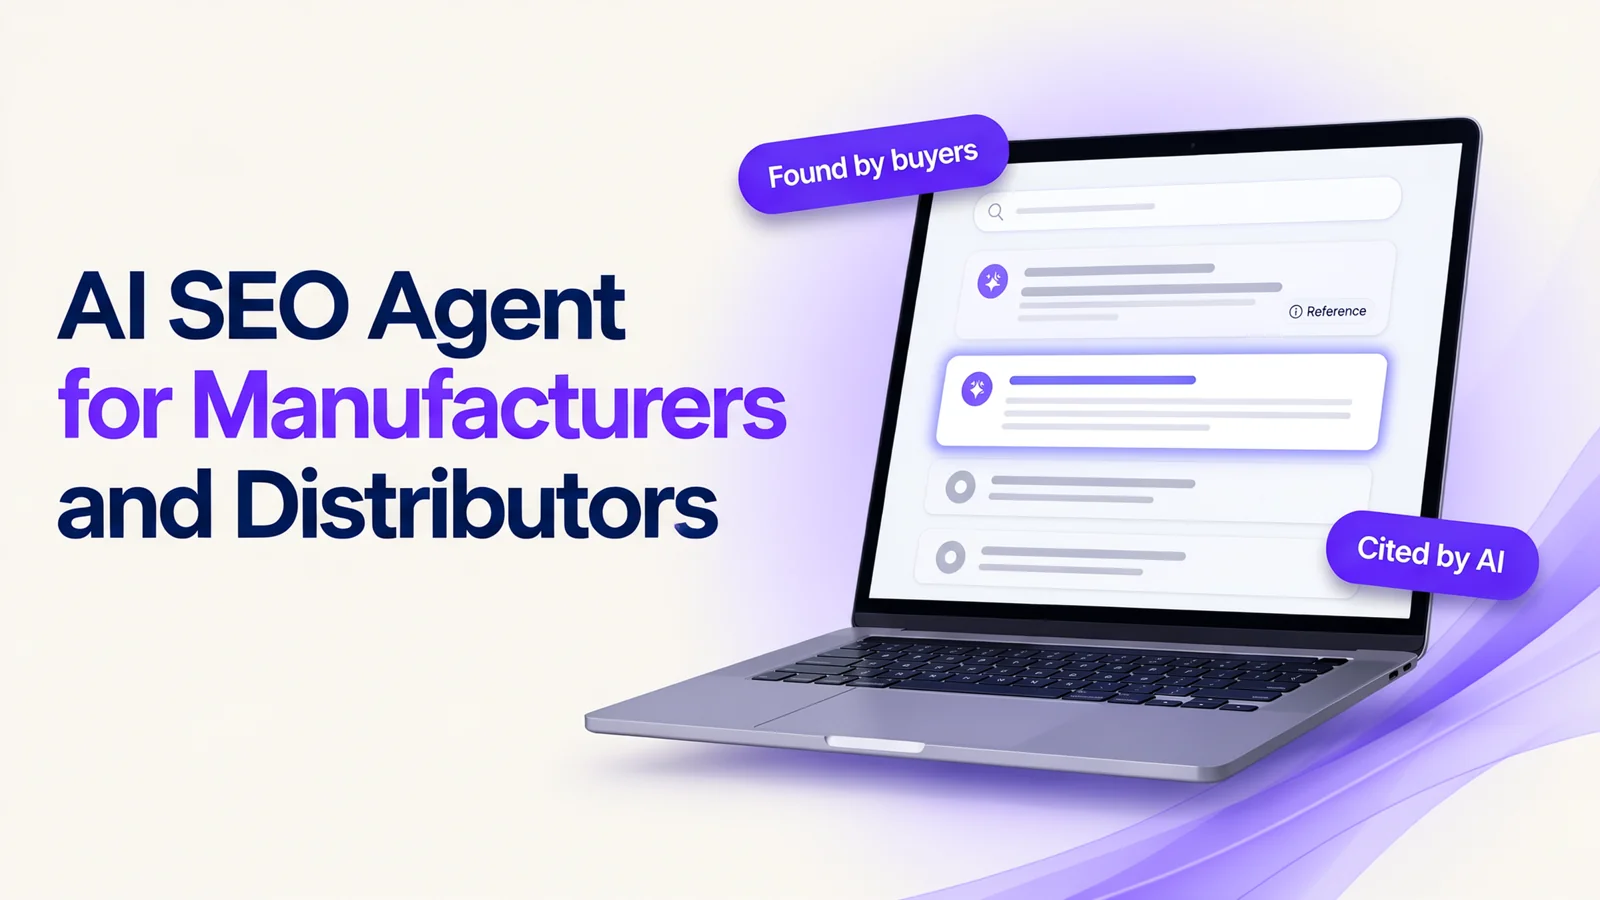 AI SEO Agent
for Manufacturers
and Distributors
Found by buyers
Reference
Cited by AI